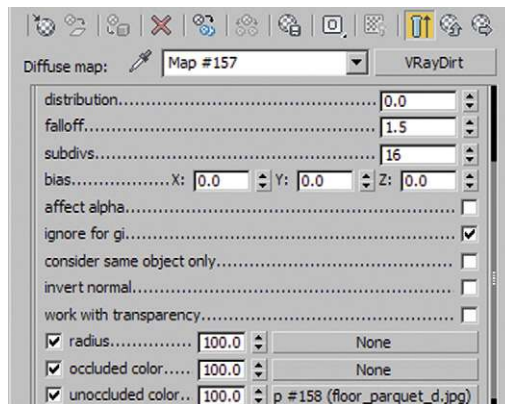 Diffuse map: Map #157 VRayDirt
distribution.......................................... 0.0
falloff.................................................. 1.5
subdivs................................................ 16
bias..................X: 0.0 Y: 0.0 Z: 0.0
affect alpha..........................................................
ignore for gi.........................................................
consider same object only......................................
invert normal........................................................
work with transparency..........................................
radius............... 100.0 None
occluded color..... 100.0 None
unoccluded color.. 100.0 p #158 (floor_parquet_d.jpg)